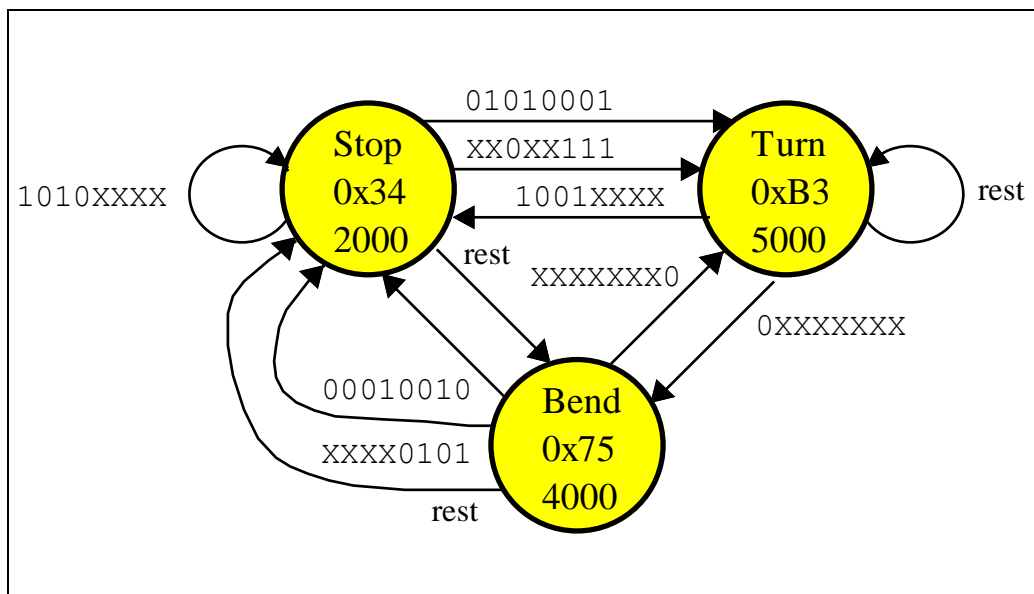 01010001
Stop
0x34
2000
XX0XX111
1001XXXX
Turn
0xB3
5000
1010XXXX
rest
rest
XXXXXXX0
0XXXXXXX
00010010
XXXX0101
rest
Bend
0x75
4000